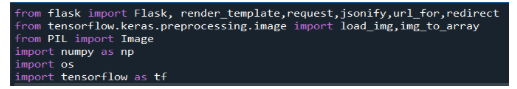 from flask import Flask, render_template,request,jsonify,url_for,redirect
from tensorflow.keras.preprocessing.image import load_img,img_to_array
from PIL import Image
import numpy as np
import os
import tensorflow as tf